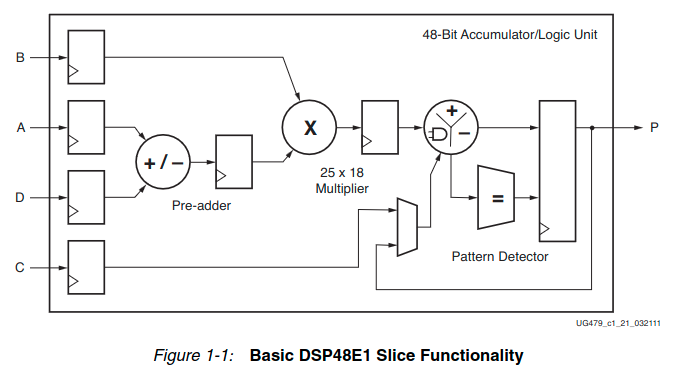 48-Bit Accumulator/Logic Unit
B
A
D
C
+/−
Pre-adder
X
25 x 18
Multiplier
+
−
=
Pattern Detector
P
UG479_c1_21_032111
Figure 1-1: Basic DSP48E1 Slice Functionality